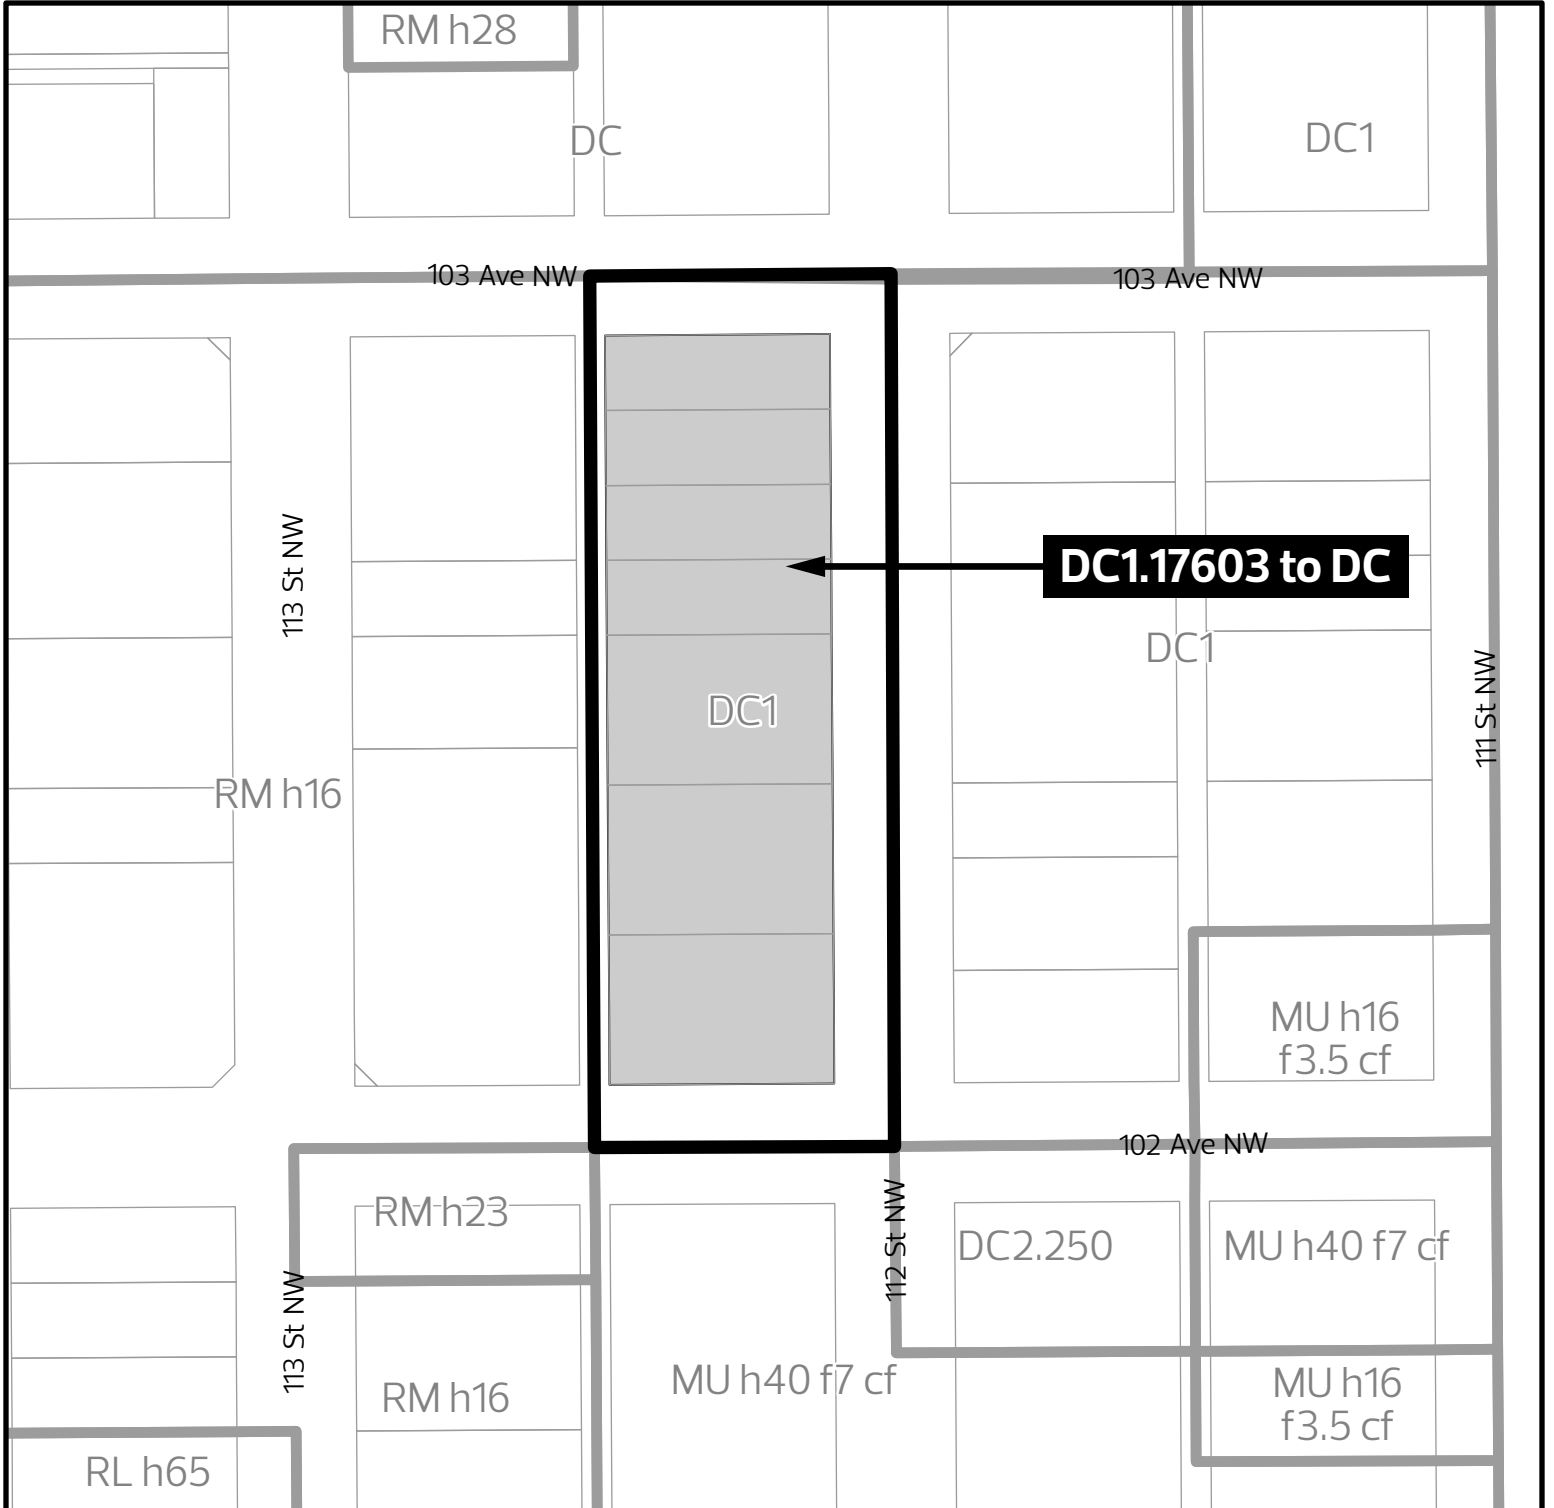 RM h28
DC
DC1
103 Ave NW
103 Ave NW
113 St NW
DC1.17603 to DC
DC1
111 St NW
DC1
RM h16
MU h16
f3.5 cf
102 Ave NW
RM h23
112 St NW
DC2.250
MU h40 f7 cf
113 St NW
MU h40 f7 cf
RM h16
MU h16
f3.5 cf
RL h65